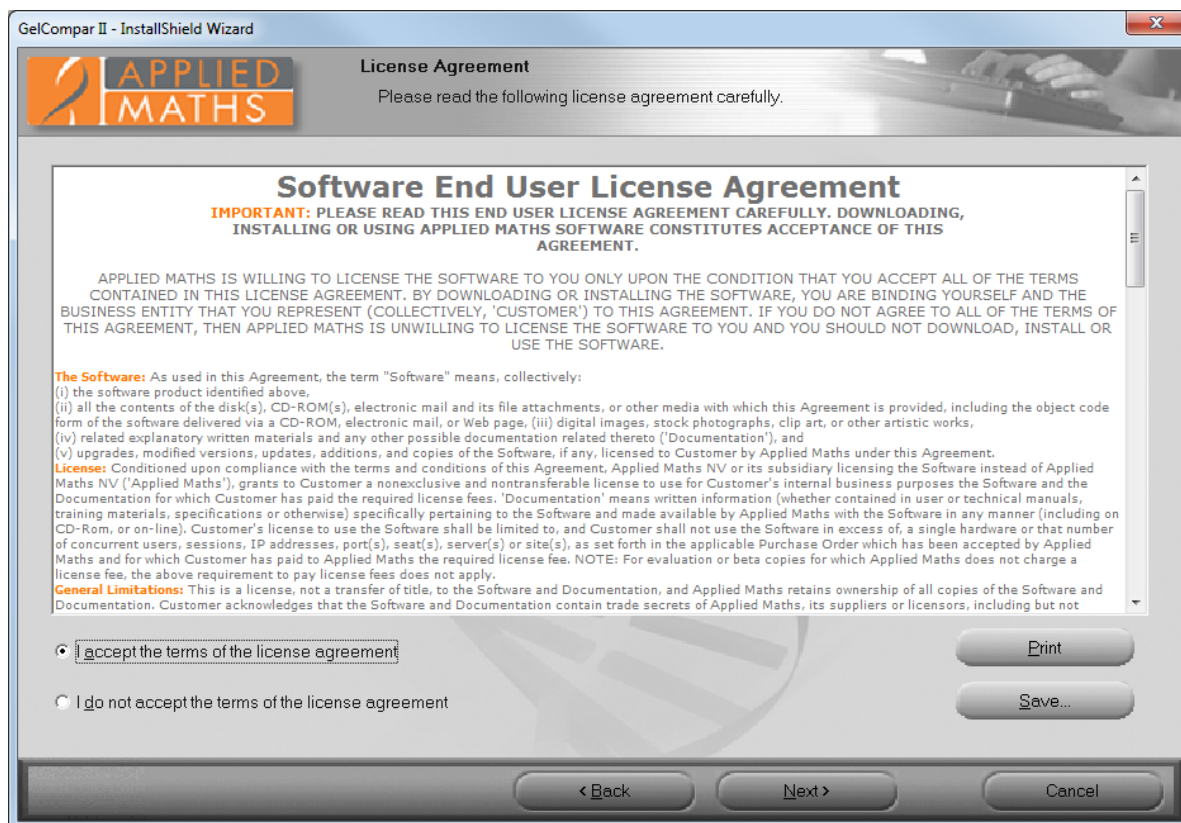 GelCompar II - InstallShield Wizard
APPLIED
MATHS
License Agreement
Please read the following license agreement carefully.
Software End User License Agreement
IMPORTANT: PLEASE READ THIS END USER LICENSE AGREEMENT CAREFULLY. DOWNLOADING,
INSTALLING OR USING APPLIED MATHS SOFTWARE CONSTITUTES ACCEPTANCE OF THIS
AGREEMENT.
APPLIED MATHS IS WILLING TO LICENSE THE SOFTWARE TO YOU ONLY UPON THE CONDITION THAT YOU ACCEPT ALL OF THE TERMS
CONTAINED IN THIS LICENSE AGREEMENT. BY DOWNLOADING OR INSTALLING THE SOFTWARE, YOU ARE BINDING YOURSELF AND THE
BUSINESS ENTITY THAT YOU REPRESENT (COLLECTIVELY, 'CUSTOMER') TO THIS AGREEMENT. IF YOU DO NOT AGREE TO ALL OF THE TERMS OF
THIS AGREEMENT, THEN APPLIED MATHS IS UNWILLING TO LICENSE THE SOFTWARE TO YOU AND YOU SHOULD NOT DOWNLOAD, INSTALL OR
USE THE SOFTWARE.
The Software: As used in this Agreement, the term "Software" means, collectively:
(i) the software product identified above,
(ii) all the contents of the disk(s), CD-ROM(s), electronic mail and its file attachments, or other media with which this Agreement is provided, including the object code
form of the software delivered via a CD-ROM, electronic mail, or Web page, (iii) digital images, stock photographs, clip art, or other artistic works,
(iv) related explanatory written materials and any other possible documentation related thereto ('Documentation'), and
(v) upgrades, modified versions, updates, additions, and copies of the Software, if any, licensed to Customer by Applied Maths under this Agreement.
License: Conditioned upon compliance with the terms and conditions of this Agreement, Applied Maths NV or its subsidiary licensing the Software instead of Applied
Maths NV ('Applied Maths'), grants to Customer a nonexclusive and nontransferable license to use for Customer's internal business purposes the Software and the
Documentation for which Customer has paid the required license fees. 'Documentation' means written information (whether contained in user or technical manuals,
training materials, specifications or otherwise) specifically pertaining to the Software and made available by Applied Maths with the Software in any manner (including on
CD-Rom, or on-line). Customer's license to use the Software shall be limited to, and Customer shall not use the Software in excess of, a single hardware or that number
of concurrent users, sessions, IP addresses, port(s), seat(s), server(s) or site(s), as set forth in the applicable Purchase Order which has been accepted by Applied
Maths and for which Customer has paid to Applied Maths the required license fee. NOTE: For evaluation or beta copies for which Applied Maths does not charge a
license fee, the above requirement to pay license fees does not apply.
General Limitations: This is a license, not a transfer of title, to the Software and Documentation, and Applied Maths retains ownership of all copies of the Software and
Documentation. Customer acknowledges that the Software and Documentation contain trade secrets of Applied Maths, its suppliers or licensors, including but not
I accept the terms of the license agreement
Print
I do not accept the terms of the license agreement
Save...
< Back
Next >
Cancel